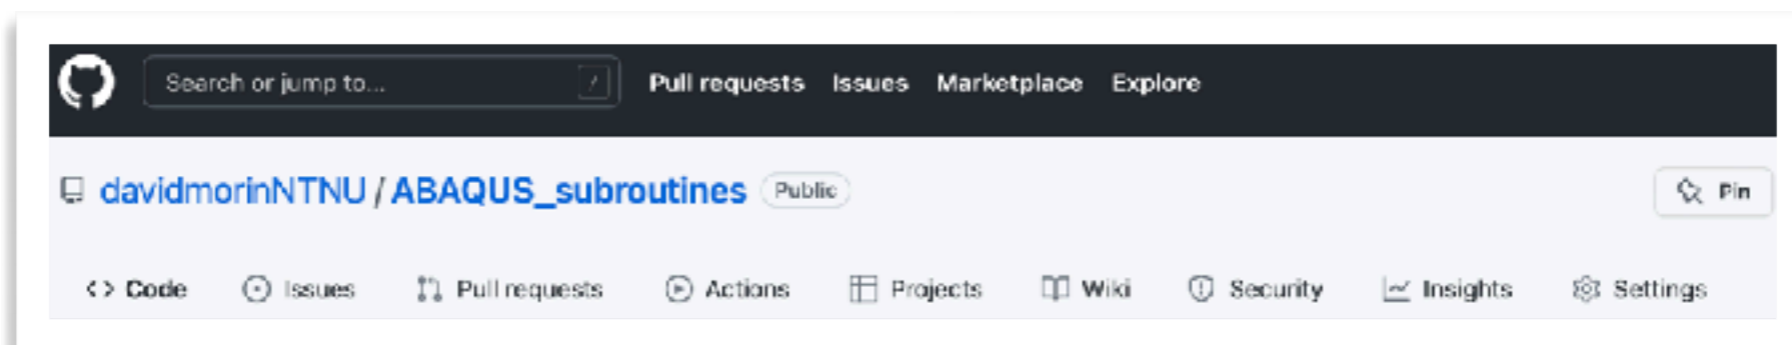 Search or jump to... / Pull requests Issues Marketplace Explore
davidmorinNTNU / ABAQUS_subroutines Public Pin
<> Code Issues Pull requests Actions Projects Wiki Security Insights Settings